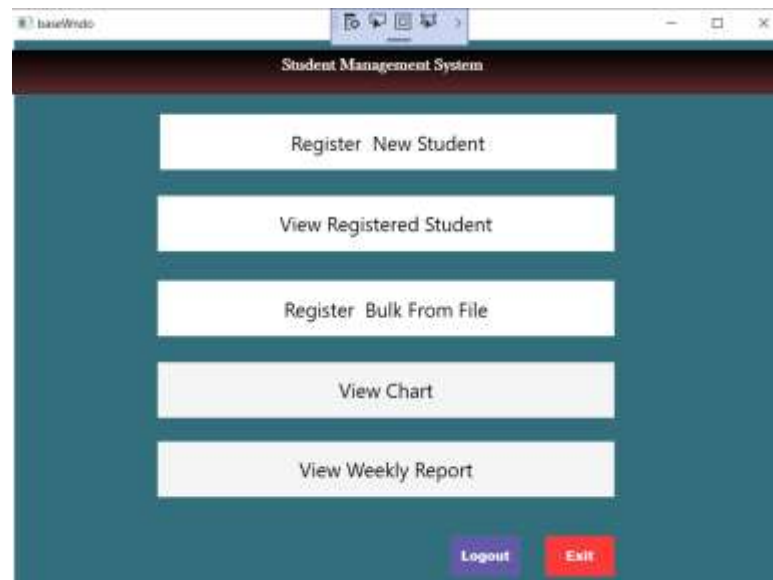 baseWndo
Student Management System
Register New Student
View Registered Student
Register Bulk From File
View Chart
View Weekly Report
Logout
Exit